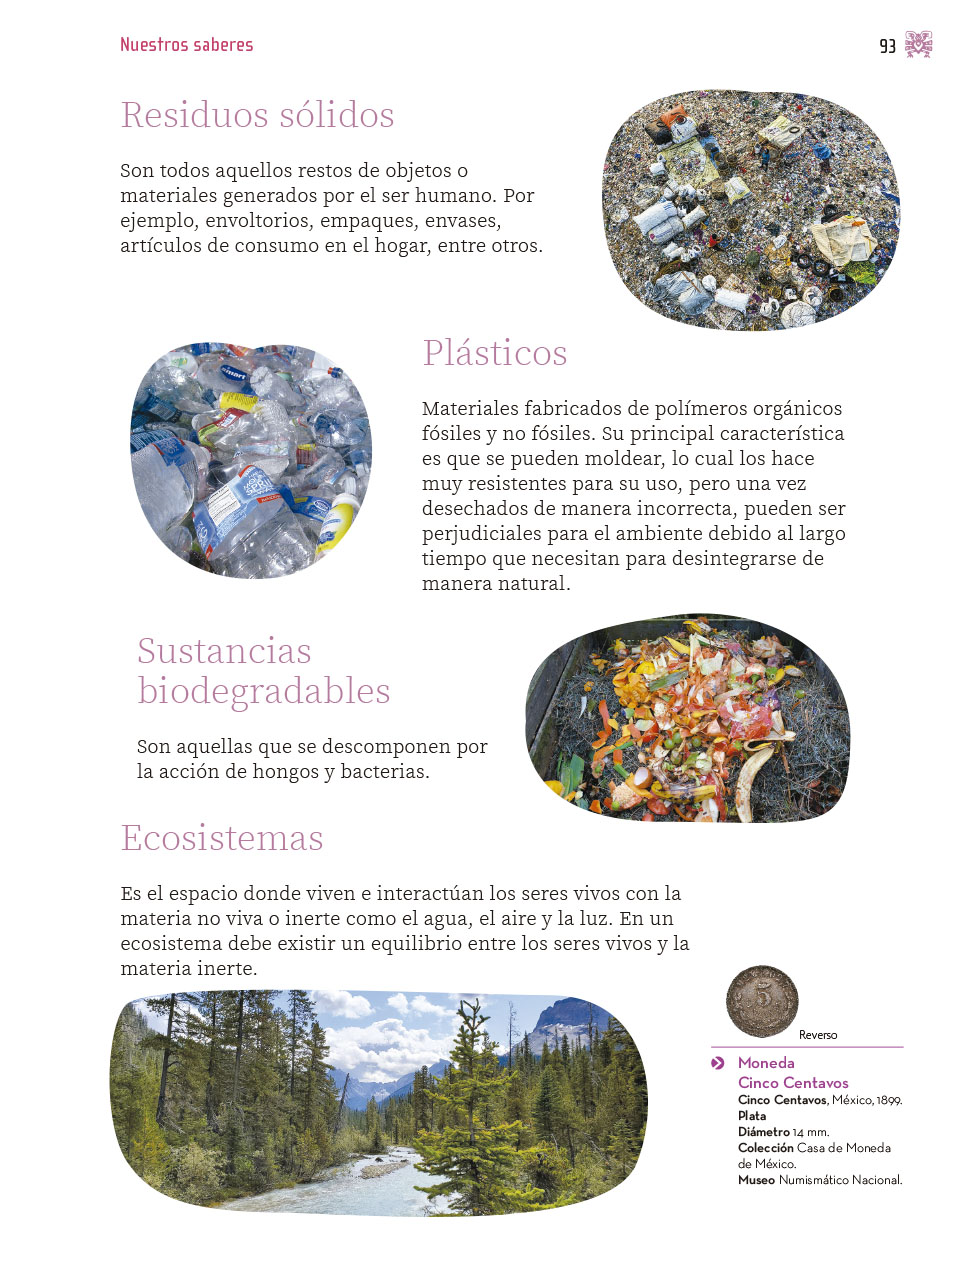 Nuestros saberes
93
Residuos sólidos
Son todos aquellos restos de objetos o
materiales generados por el ser humano. Por
ejemplo, envoltorios, empaques, envases,
artículos de consumo en el hogar, entre otros.
Plásticos
Materiales fabricados de polímeros orgánicos
fósiles y no fósiles. Su principal característica
es que se pueden moldear, lo cual los hace
muy resistentes para su uso, pero una vez
desechados de manera incorrecta, pueden ser
perjudiciales para el ambiente debido al largo
tiempo que necesitan para desintegrarse de
manera natural.
Sustancias
biodegradables
Son aquellas que se descomponen por
la acción de hongos y bacterias.
Ecosistemas
Es el espacio donde viven e interactúan los seres vivos con la
materia no viva o inerte como el agua, el aire y la luz. En un
ecosistema debe existir un equilibrio entre los seres vivos y la
materia inerte.
5
Reverso
Moneda
Cinco Centavos
Cinco Centavos, México, 1899.
Plata
Diámetro 14 mm.
Colección Casa de Moneda
de México.
Museo Numismático Nacional.